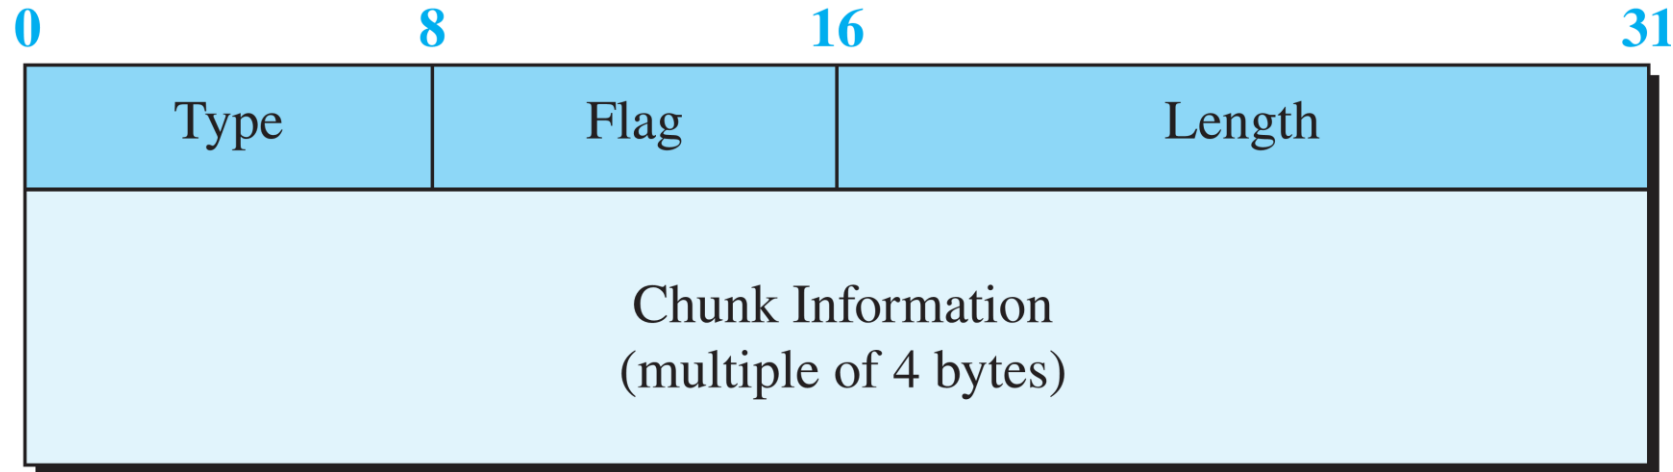 0 8 16 31
Type Flag Length
Chunk Information
(multiple of 4 bytes)